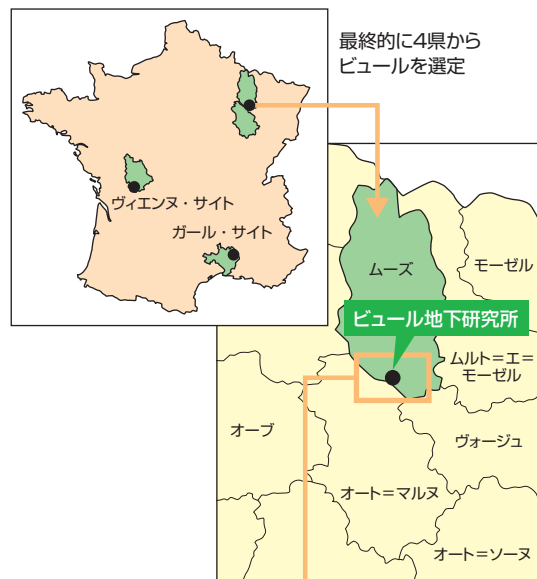 最終的に4県から
ビュールを選定
ヴィエンヌ・サイト
ガール・サイト
ムーズ
モーゼル
ビュール地下研究所
ムルト=エ=
モーゼル
オーブ
ヴォージュ
オート=マルヌ
オート=ソーヌ